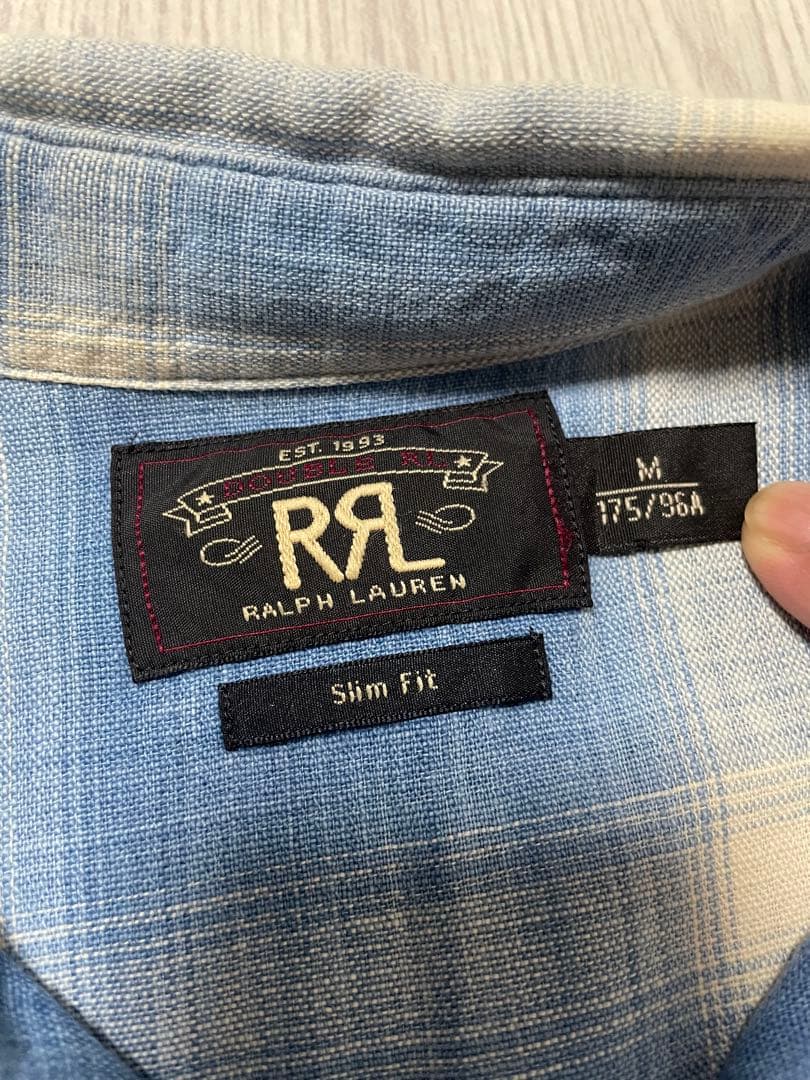 EST. 1993
DOUBLE RL
RRL
RALPH LAUREN
M
175/96A
Slim Fit